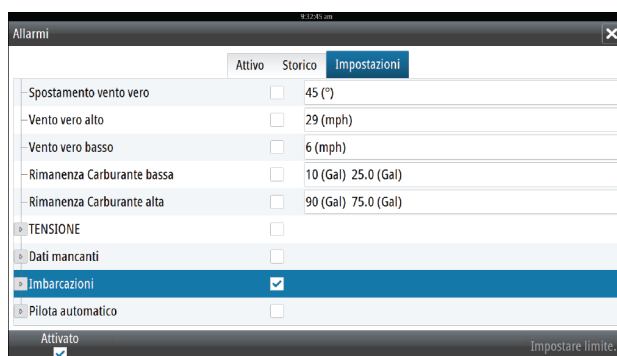 9:32:45 am
Allarmi
Attivo Storico Impostazioni
Spostamento vento vero 45 (°)
Vento vero alto 29 (mph)
Vento vero basso 6 (mph)
Rimanenza Carburante bassa 10 (Gal) 25.0 (Gal)
Rimanenza Carburante alta 90 (Gal) 75.0 (Gal)
TENSIONE
Dati mancanti
Imbarcazioni
Pilota automatico
Attivato
Impostare limite.